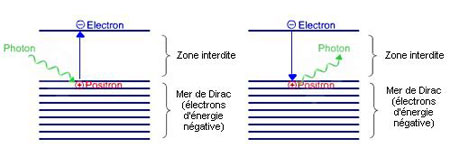 ⊖ Electron
Photon
Zone interdite
⊕ Positron
Mer de Dirac
(électrons
d'énergie
négative)
⊖ Electron
Photon
Zone interdite
⊕ Positron
Mer de Dirac
(électrons
d'énergie
négative)